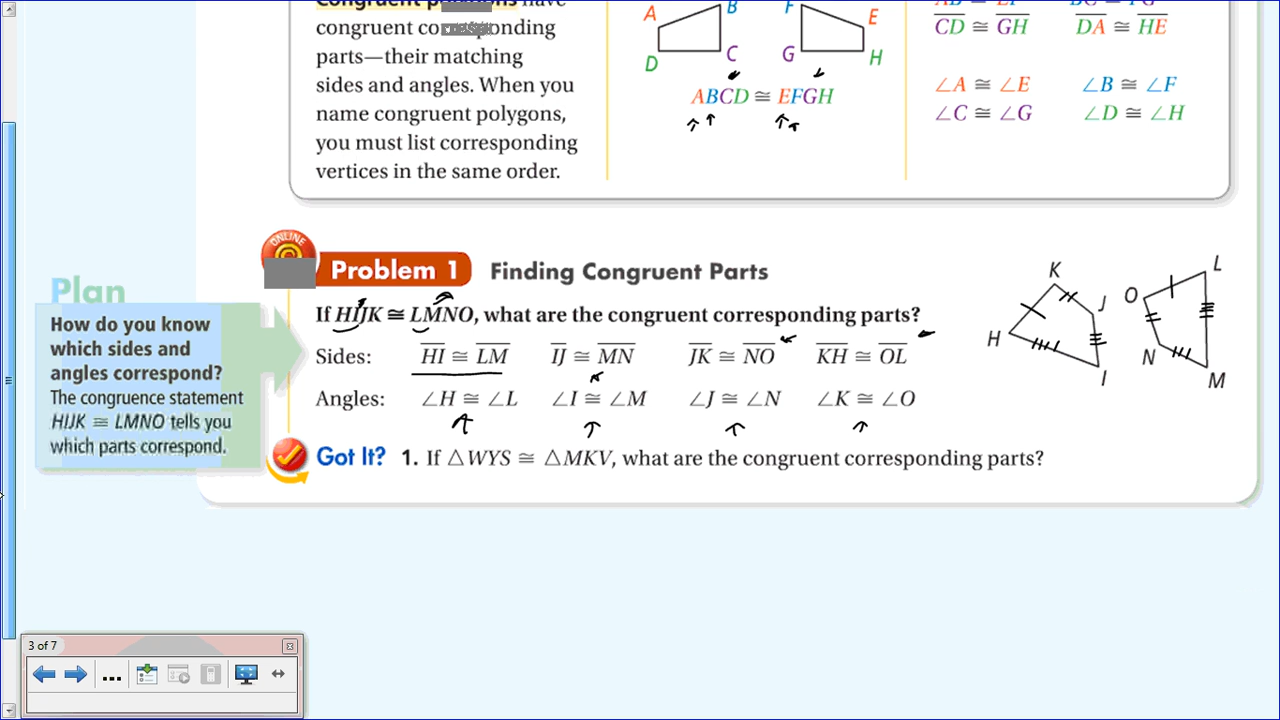 have
congruent corresponding
parts—their matching
sides and angles. When you
name congruent polygons,
you must list corresponding
vertices in the same order.
A B
D C
F E
G H
ABCD ≅ EFGH
CD ≅ GH DA ≅ HE
∠A ≅ ∠E ∠B ≅ ∠F
∠C ≅ ∠G ∠D ≅ ∠H
ONLINE
Problem 1 Finding Congruent Parts
If HIJK ≅ LMNO, what are the congruent corresponding parts?
Sides: HI ≅ LM IJ ≅ MN JK ≅ NO KH ≅ OL
Angles: ∠H ≅ ∠L ∠I ≅ ∠M ∠J ≅ ∠N ∠K ≅ ∠O
K
J
H
I
L
O
N
M
Plan
How do you know
which sides and
angles correspond?
The congruence statement
HIJK ≅ LMNO tells you
which parts correspond.
Got It? 1. If △WYS ≅ △MKV, what are the congruent corresponding parts?
3 of 7